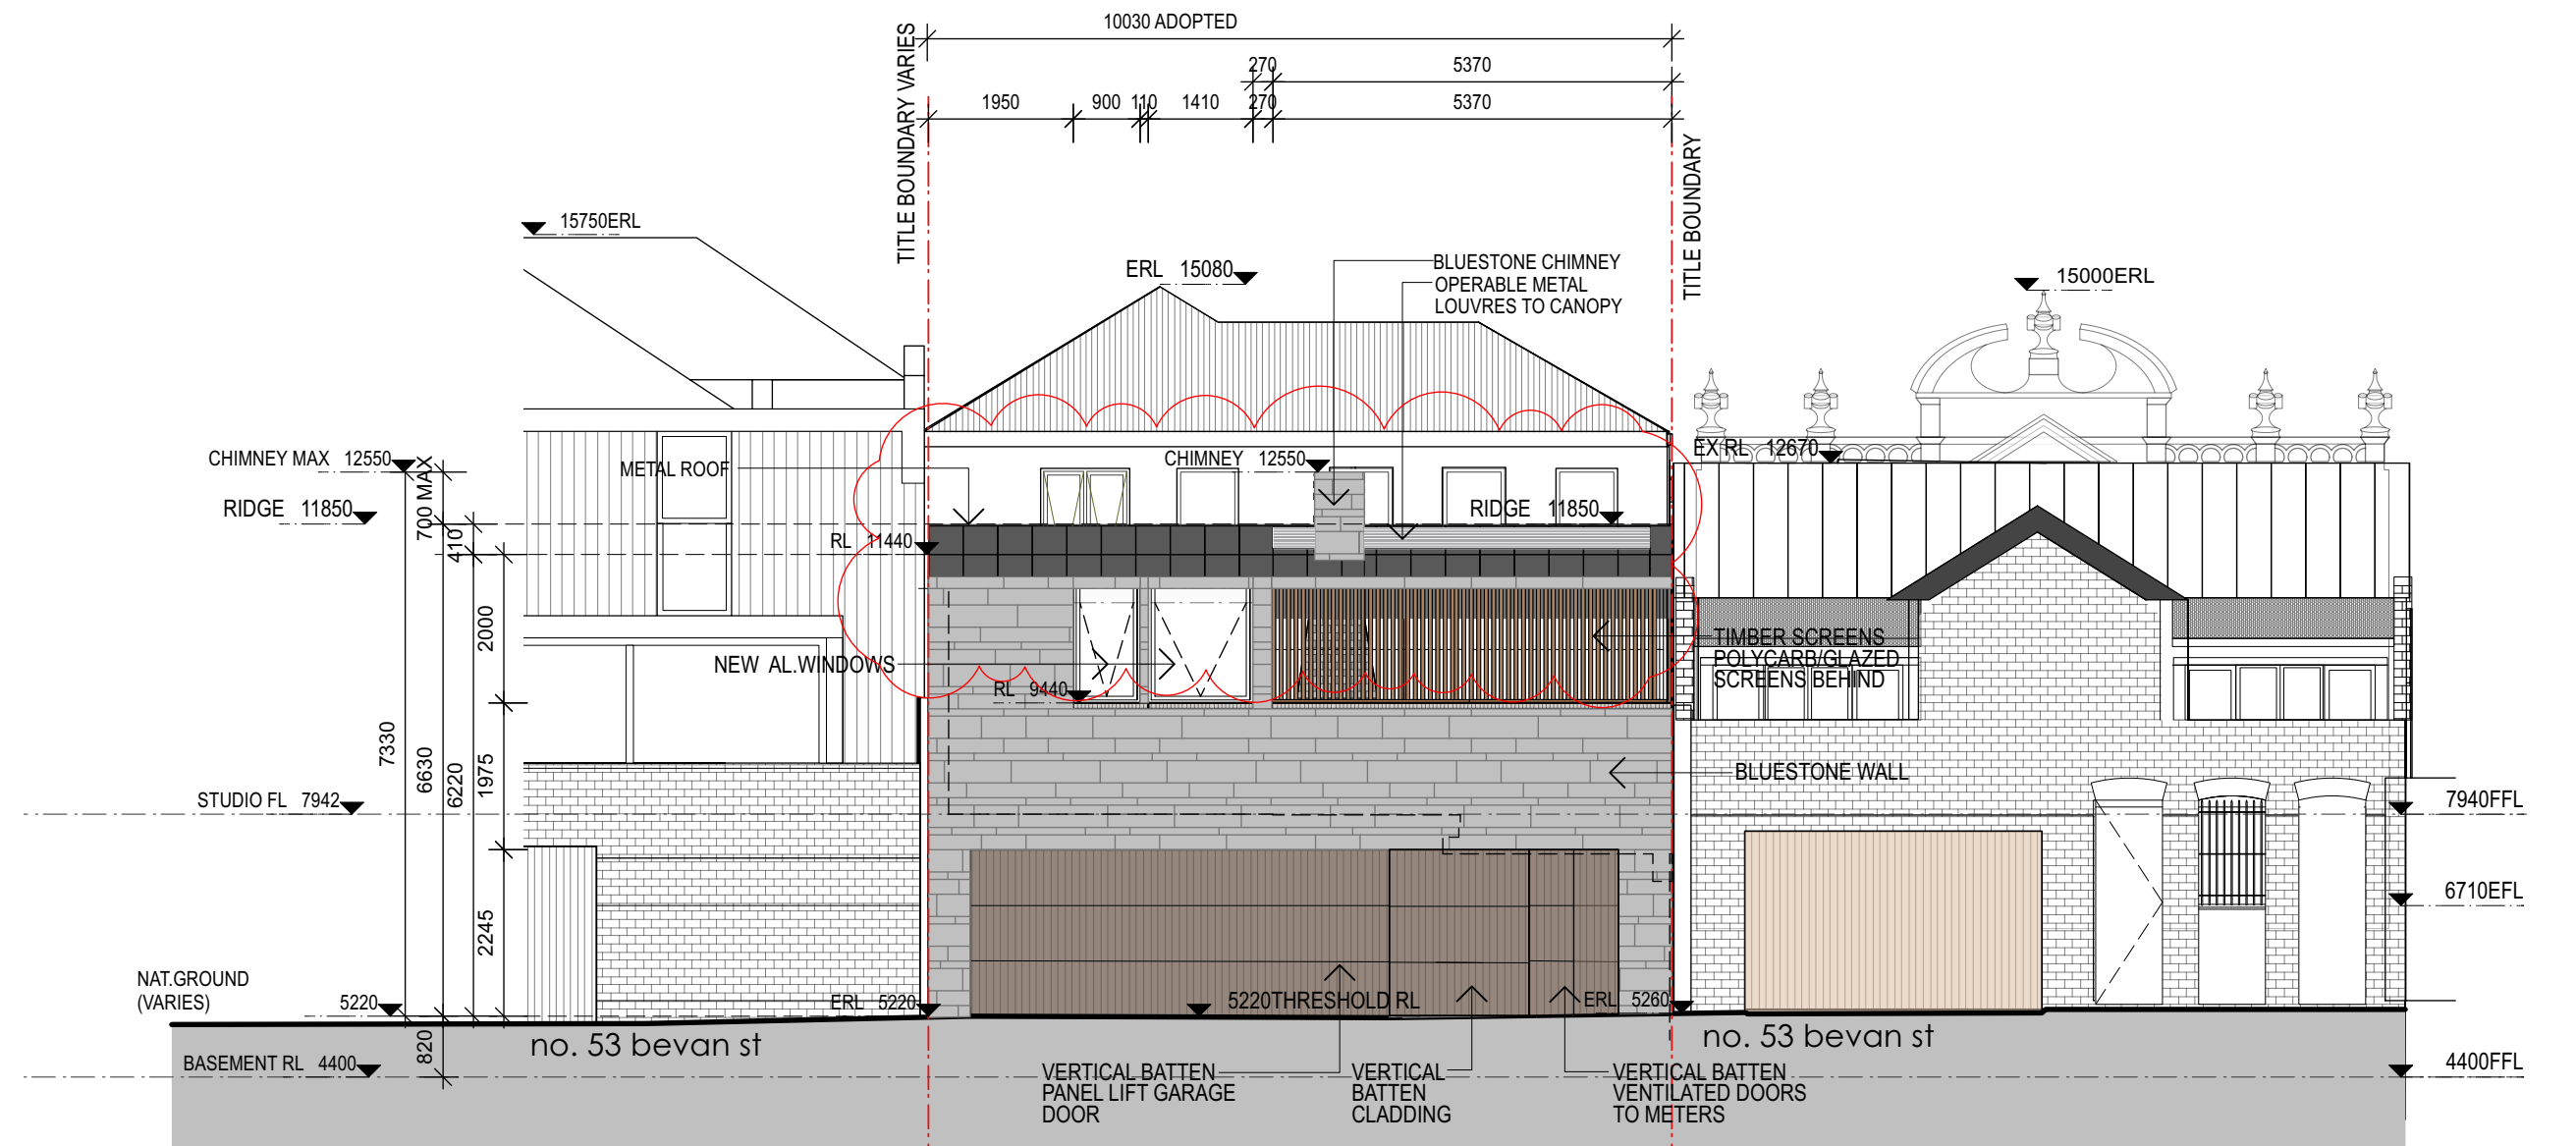 10030 ADOPTED
TITLE BOUNDARY VARIES
270
5370
1950
900
110
1410
270
5370
TITLE BOUNDARY
15750ERL
ERL 15080
BLUESTONE CHIMNEY
OPERABLE METAL
LOUVRES TO CANOPY
15000ERL
CHIMNEY MAX 12550
700 MAX
METAL ROOF
CHIMNEY 12550
EX RL 12670
RIDGE 11850
RIDGE 11850
410
RL 11440
2000
NEW AL.WINDOWS
TIMBER SCREENS
POLYCARB/GLAZED
SCREENS BEHIND
RL 9440
7330
6630
6220
1975
BLUESTONE WALL
STUDIO FL 7942
7940FFL
6710EFL
2245
NAT.GROUND
(VARIES)
5220
ERL 5220
5220THRESHOLD RL
ERL 5260
no. 53 bevan st
no. 53 bevan st
820
BASEMENT RL 4400
4400FFL
VERTICAL BATTEN
PANEL LIFT GARAGE
DOOR
VERTICAL
BATTEN
CLADDING
VERTICAL BATTEN
VENTILATED DOORS
TO METERS